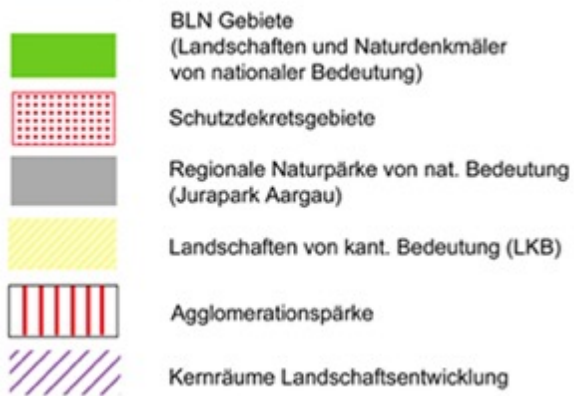 BLN Gebiete
(Landschaften und Naturdenkmäler
von nationaler Bedeutung)
Schutzdekretsgebiete
Regionale Naturpärke von nat. Bedeutung
(Jurapark Aargau)
Landschaften von kant. Bedeutung (LKB)
Agglomerationspärke
Kernräume Landschaftsentwicklung